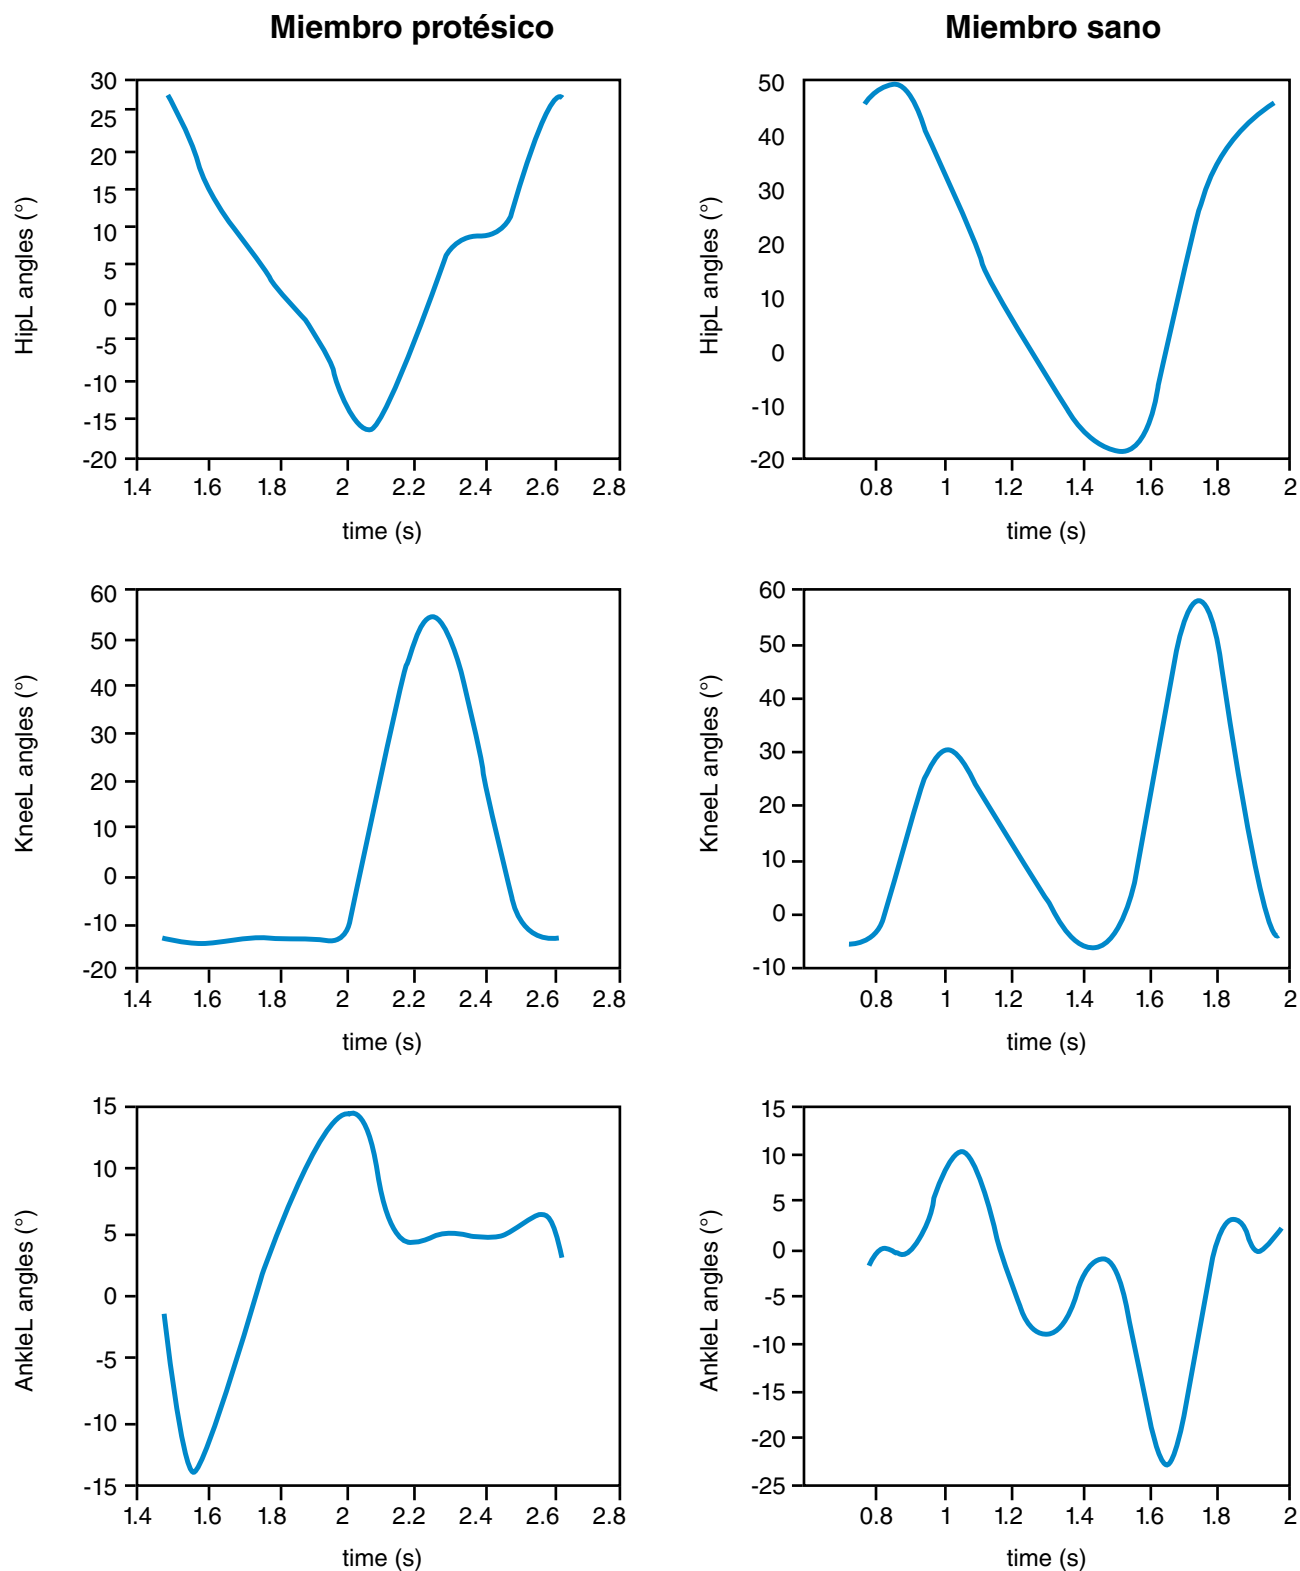 Miembro protésico
Miembro sano
HipL angles (°)
30
25
20
15
10
5
0
-5
-10
-15
-20
1.4 1.6 1.8 2 2.2 2.4 2.6 2.8
time (s)
HipL angles (°)
50
40
30
20
10
0
-10
-20
0.8 1 1.2 1.4 1.6 1.8 2
time (s)
KneeL angles (°)
60
50
40
30
20
10
0
-10
-20
1.4 1.6 1.8 2 2.2 2.4 2.6 2.8
time (s)
KneeL angles (°)
60
50
40
30
20
10
0
-10
0.8 1 1.2 1.4 1.6 1.8 2
time (s)
AnkleL angles (°)
15
10
5
0
-5
-10
-15
1.4 1.6 1.8 2 2.2 2.4 2.6 2.8
time (s)
AnkleL angles (°)
15
10
5
0
-5
-10
-15
-20
-25
0.8 1 1.2 1.4 1.6 1.8 2
time (s)